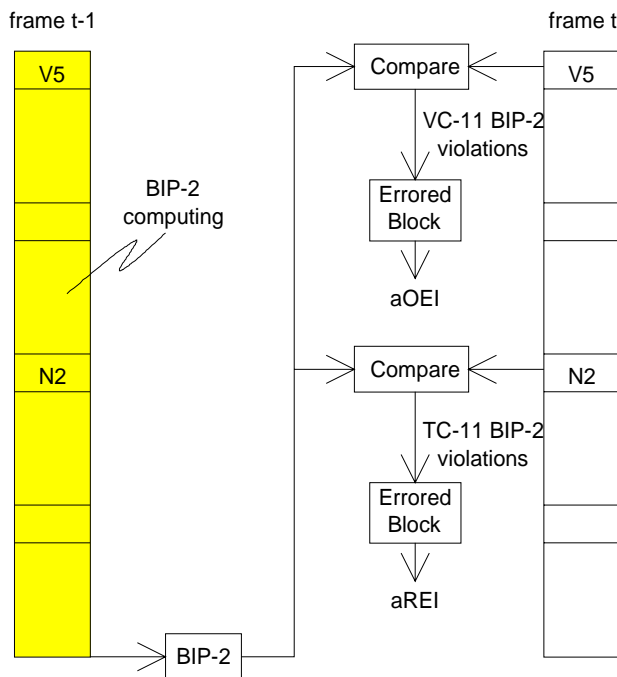 frame t-1
frame t
V5
Compare
V5
VC-11 BIP-2
violations
BIP-2
computing
Errored
Block
aOEI
N2
Compare
N2
TC-11 BIP-2
violations
Errored
Block
aREI
BIP-2